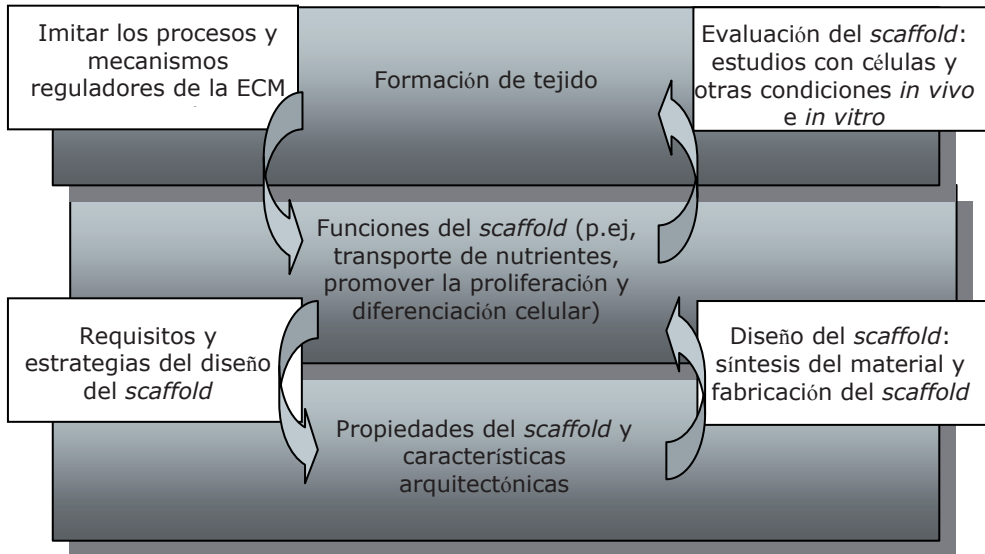 Imitar los procesos y
mecanismos
reguladores de la ECM
Formación de tejido
Evaluación del scaffold:
estudios con células y
otras condiciones in vivo
e in vitro
Funciones del scaffold (p.ej,
transporte de nutrientes,
promover la proliferación y
diferenciación celular)
Requisitos y
estrategias del diseño
del scaffold
Diseño del scaffold:
síntesis del material y
fabricación del scaffold
Propiedades del scaffold y
características
arquitectónicas